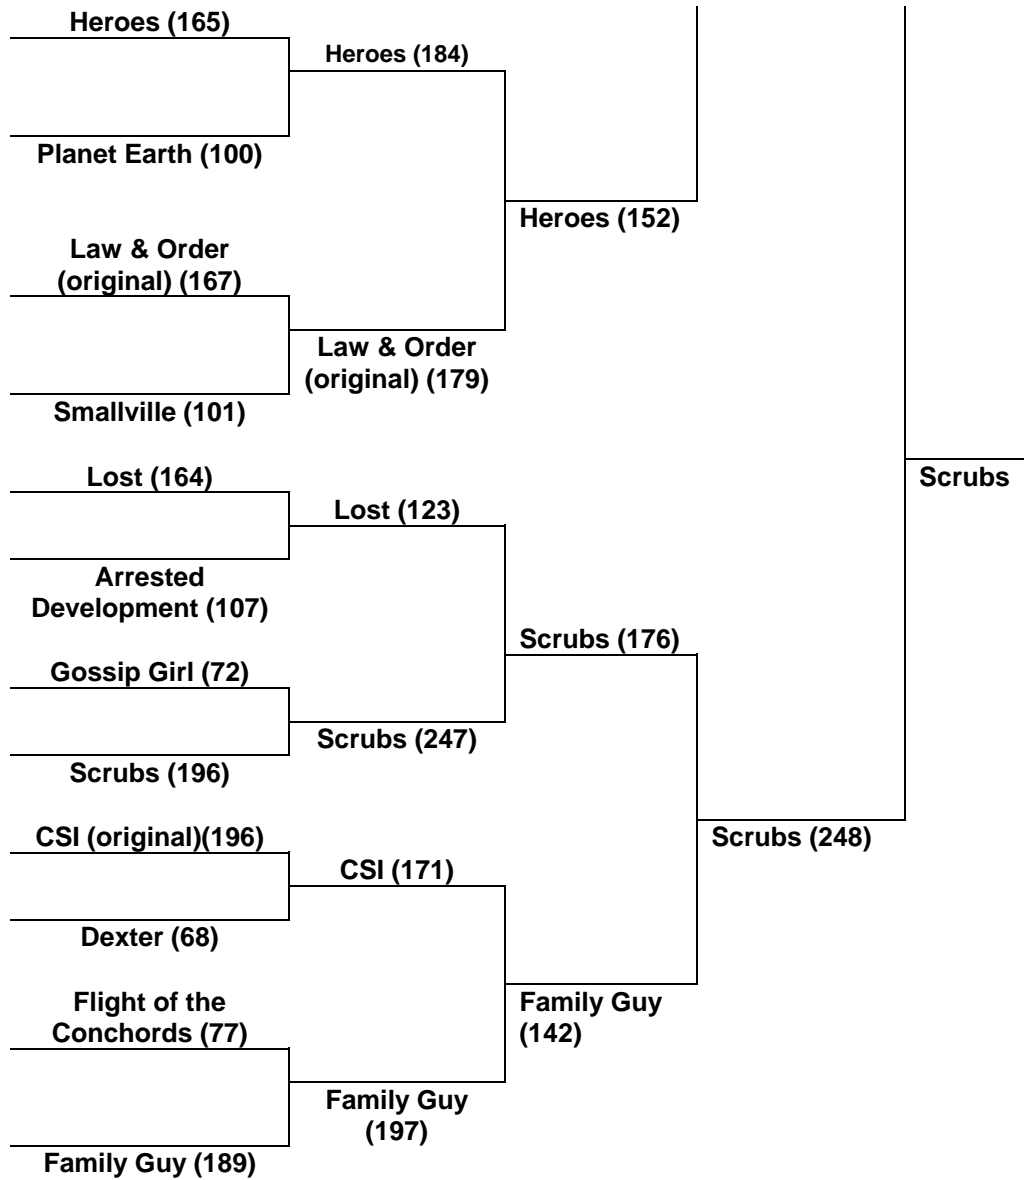 Heroes (165)
Heroes (184)
Planet Earth (100)
Heroes (152)
Law & Order
(original) (167)
Law & Order
(original) (179)
Smallville (101)
Lost (164)
Scrubs
Lost (123)
Arrested
Development (107)
Scrubs (176)
Gossip Girl (72)
Scrubs (247)
Scrubs (196)
CSI (original)(196)
Scrubs (248)
CSI (171)
Dexter (68)
Flight of the
Conchords (77)
Family Guy
(142)
Family Guy
(197)
Family Guy (189)